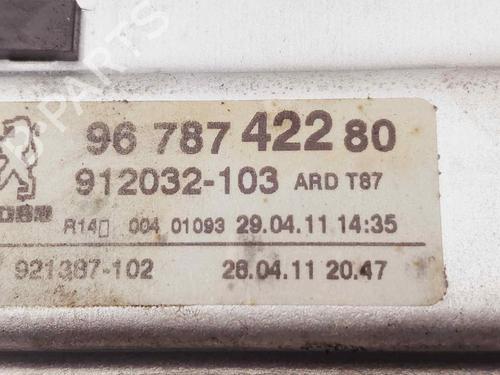 96 787 422 80
912032-103 ARD T87
R14 004 01093 29.04.11 14:35
921387-102 28.04.11 20.47